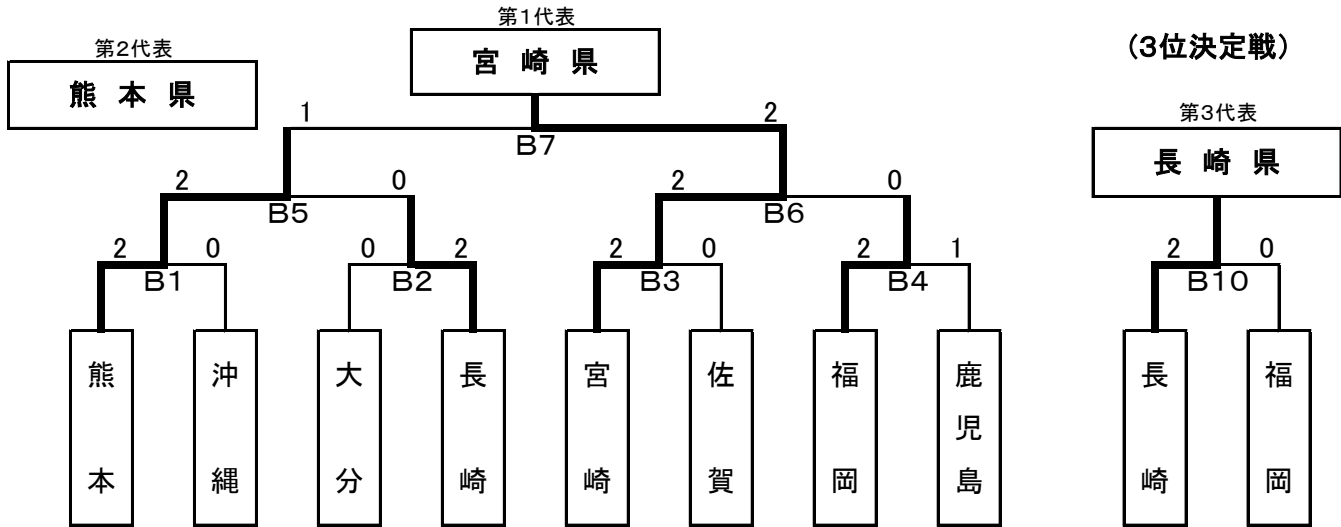 第1代表
宮崎県
(3位決定戦)
第2代表
熊本県
第3代表
長崎県
1 2
B7
2 0 2 0
B5 B6
2 0 0 2 2 0 2 1 2 0
B1 B2 B3 B4 B10
熊本
沖縄
大分
長崎
宮崎
佐賀
福岡
鹿児島
長崎
福岡